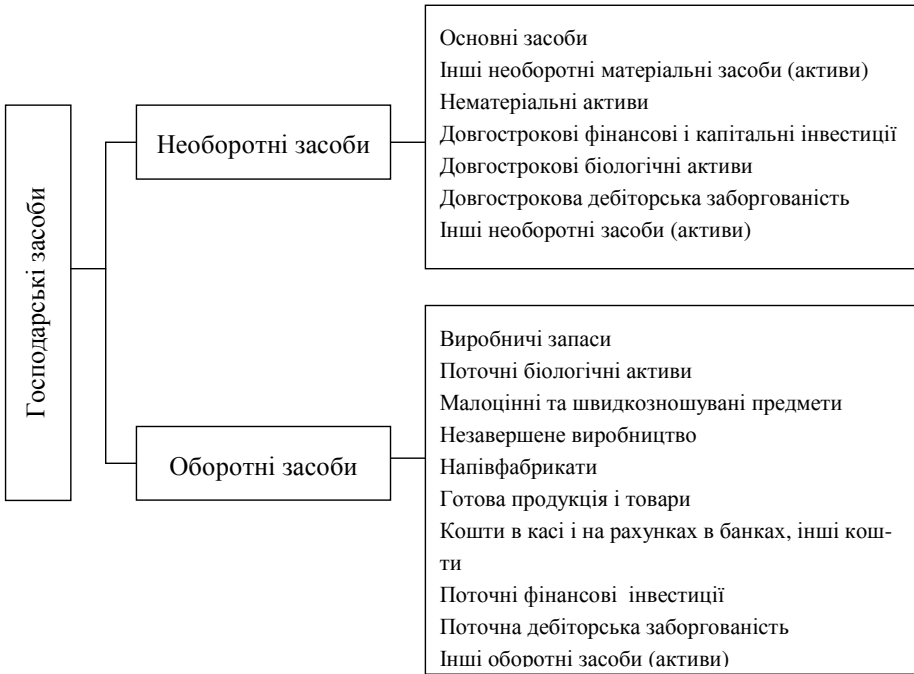 Господарські засоби
Необоротні засоби
Основні засоби
Інші необоротні матеріальні засоби (активи)
Нематеріальні активи
Довгострокові фінансові і капітальні інвестиції
Довгострокові біологічні активи
Довгострокова дебіторська заборгованість
Інші необоротні засоби (активи)
Оборотні засоби
Виробничі запаси
Поточні біологічні активи
Малоцінні та швидкозношувані предмети
Незавершене виробництво
Напівфабрикати
Готова продукція і товари
Кошти в касі і на рахунках в банках, інші кош-
ти
Поточні фінансові інвестиції
Поточна дебіторська заборгованість
Інші оборотні засоби (активи)